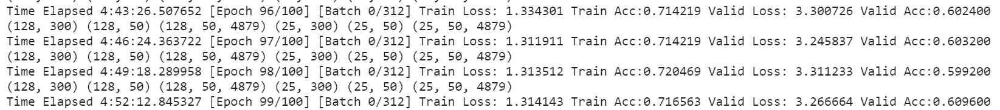 Time Elapsed 4:43:26.507652 [Epoch 96/100] [Batch 0/312] Train Loss: 1.334301 Train Acc:0.714219 Valid Loss: 3.300726 Valid Acc:0.602400
(128, 300) (128, 50) (128, 50, 4879) (25, 300) (25, 50) (25, 50, 4879)
Time Elapsed 4:46:24.363722 [Epoch 97/100] [Batch 0/312] Train Loss: 1.311911 Train Acc:0.714219 Valid Loss: 3.245837 Valid Acc:0.603200
(128, 300) (128, 50) (128, 50, 4879) (25, 300) (25, 50) (25, 50, 4879)
Time Elapsed 4:49:18.289958 [Epoch 98/100] [Batch 0/312] Train Loss: 1.313512 Train Acc:0.720469 Valid Loss: 3.311233 Valid Acc:0.599200
(128, 300) (128, 50) (128, 50, 4879) (25, 300) (25, 50) (25, 50, 4879)
Time Elapsed 4:52:12.845327 [Epoch 99/100] [Batch 0/312] Train Loss: 1.314143 Train Acc:0.716563 Valid Loss: 3.266664 Valid Acc:0.609600